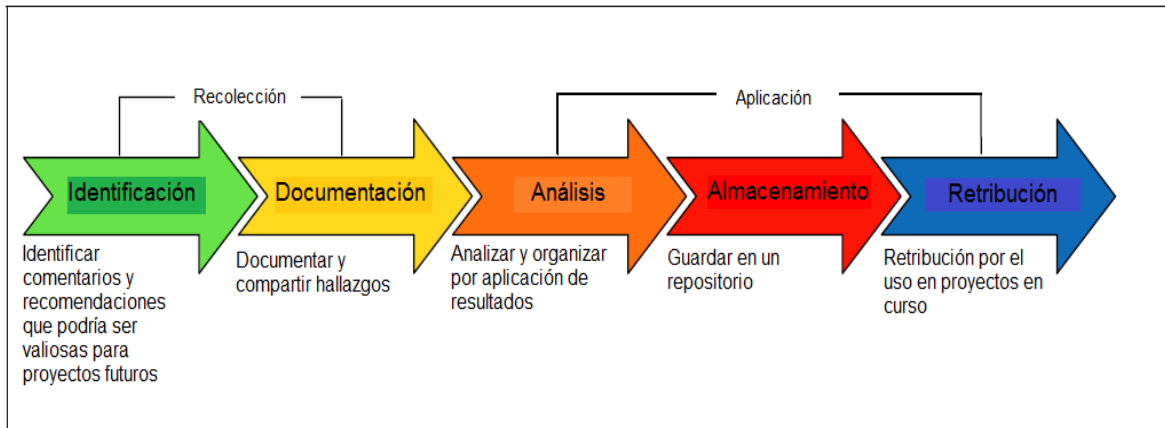 Recolección
Aplicación
Identificación
Documentación
Análisis
Almacenamiento
Retribución
Identificar
comentarios y
recomendaciones
que podría ser
valiosas para
proyectos futuros
Documentar y
compartir hallazgos
Analizar y organizar
por aplicación de
resultados
Guardar en un
repositorio
Retribución por el
uso en proyectos en
curso